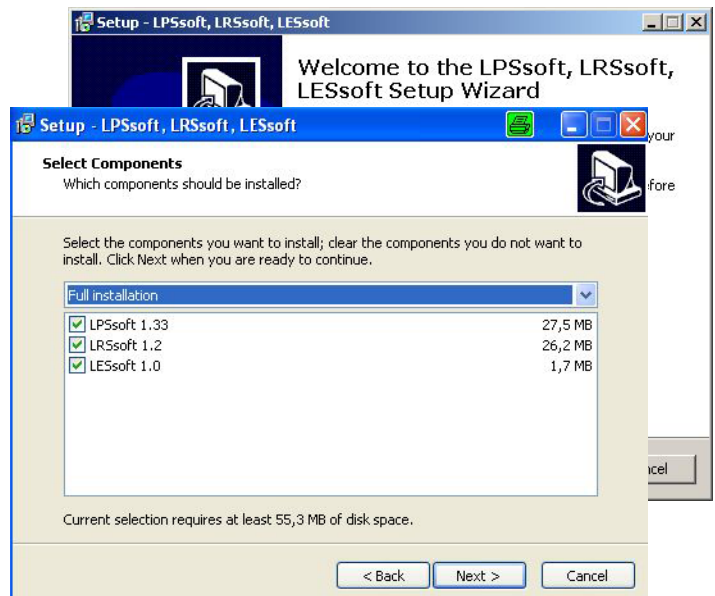 Setup - LPSsoft, LRSsoft, L
Welcome to the LPSsoft, LRSsoft,
LESsoft Setup Wizard
Setup - LPSsoft, LRSsoft, LESsoft
your
Select Components
Which components should be installed?
Select the components you want to install; clear the components you do not want to
install. Click Next when you are ready to continue.
Full installation
LPSsoft 1.33 27,5 MB
LRSsoft 1.2 26,2 MB
LESsoft 1.0 1,7 MB
Current selection requires at least 55,3 MB of disk space.
< Back Next > Cancel